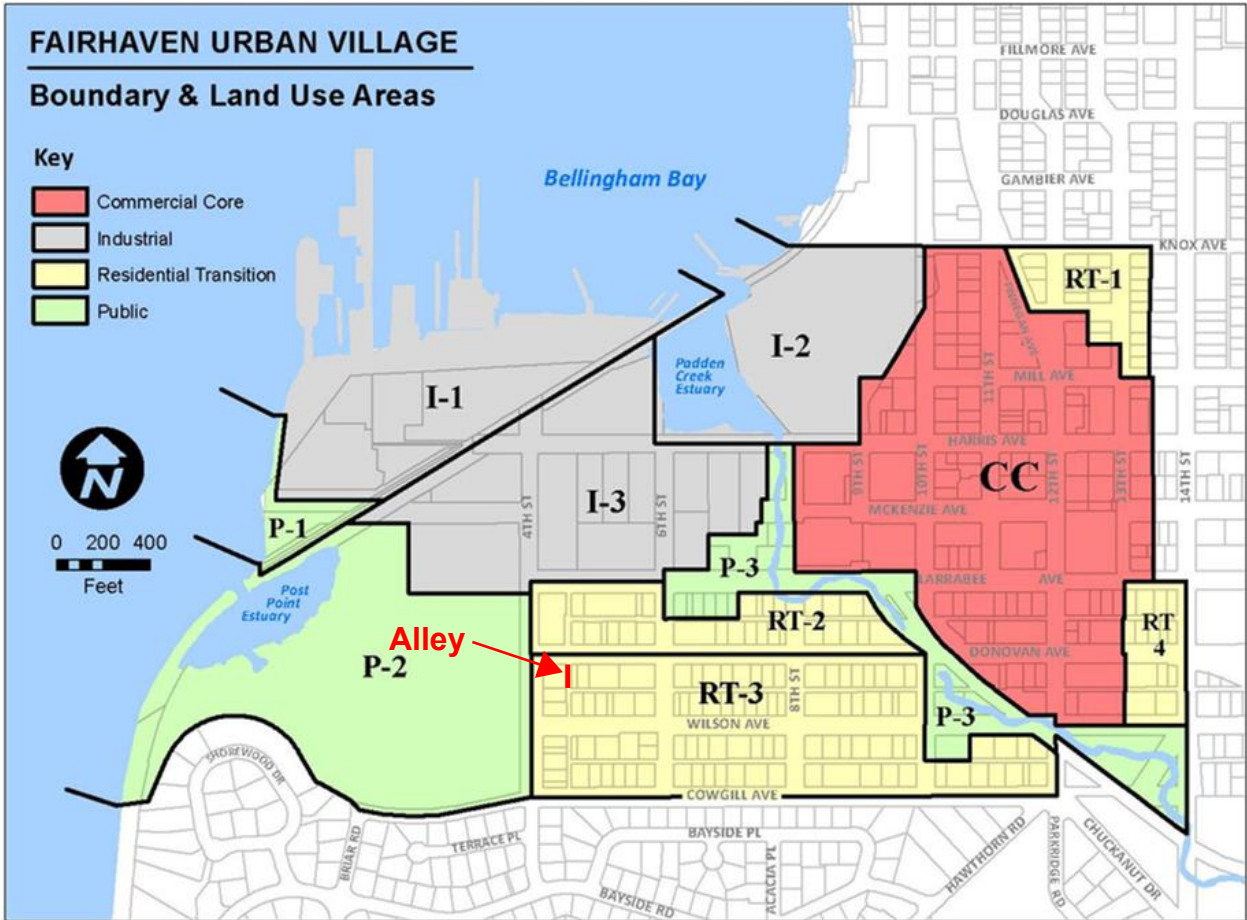 FAIRHAVEN URBAN VILLAGE
Boundary & Land Use Areas
Key
Commercial Core
Industrial
Residential Transition
Public
Bellingham Bay
FILLMORE AVE
DOUGLAS AVE
GAMBIER AVE
KNOX AVE
RT-1
FINNEGAN AVE
I-2
Padden
Creek
Estuary
11TH ST
MILL AVE
I-1
HARRIS AVE
N
CC
9TH ST
10TH ST
12TH ST
13TH ST
14TH ST
I-3
4TH ST
6TH ST
MCKENZIE AVE
P-1
0 200 400
Feet
P-3
LARRABEE AVE
Post
Point
Estuary
RT-2
RT
4
Alley
DONOVAN AVE
P-2
RT-3
8TH ST
P-3
WILSON AVE
SHOREWOOD DR
COWGILL AVE
BRIAR RD
TERRACE PL
BAYSIDE PL
ACACIA PL
HAWTHORN RD
PARKRIDGE RD
CHUCKANUT DR
BAYSIDE RD